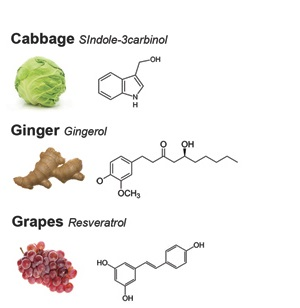 Cabbage SIndole-3carbinol
OH
N
H
Ginger Gingerol
O
OH
O
OCH₃
Grapes Resveratrol
OH
HO
OH